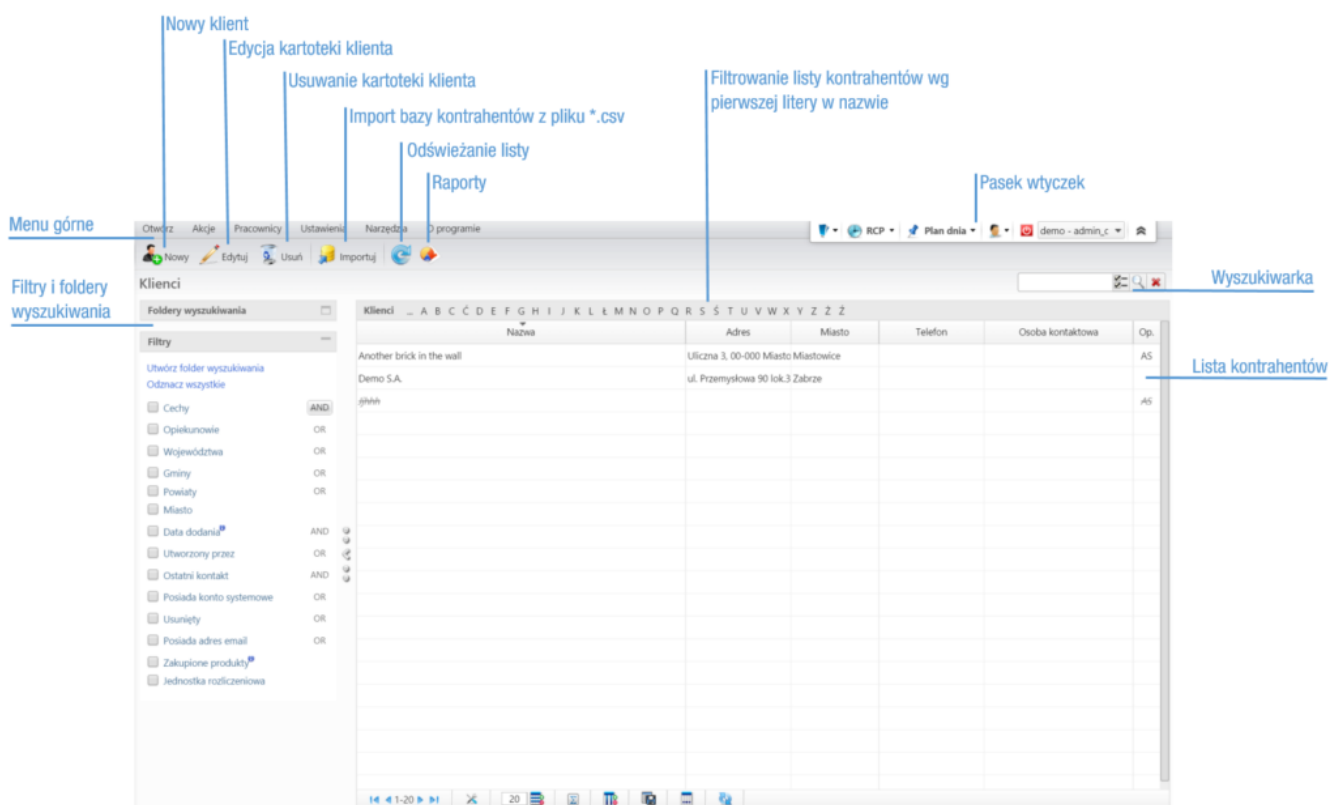 Nowy klient
Edycja kartoteki klienta
Usuwanie kartoteki klienta
Filtrowanie listy kontrahentów wg
pierwszej litery w nazwie
Import bazy kontrahentów z pliku *.csv
Odświeżanie listy
Raporty
Pasek wtyczek
Menu górne
Otwórz Akcje Pracownicy Ustawienia Narzędzia O programie
RCP Plan dnia demo - admin_c
Nowy Edytuj Usuń Importuj
Klienci
Wyszukiwarka
Filtry i foldery
wyszukiwania
Foldery wyszukiwania
Klienci _ A B C Ć D E F G H I J K L Ł M N O P Q R S Ś T U V W X Y Z Ź Ż
Filtry
Nazwa Adres Miasto Telefon Osoba kontaktowa Op.
Another brick in the wall Uliczna 3, 00-000 Miasto Miastowice AS
Utwórz folder wyszukiwania
Lista kontrahentów
Demo S.A. ul. Przemysłowa 90 lok.3 Zabrze
Odznacz wszystkie
AS
Cechy AND
Opiekunowie OR
Województwa OR
Gminy OR
Powiaty OR
Miasto
Data dodania AND
Utworzony przez OR
Ostatni kontakt AND
Posiada konto systemowe OR
Usunięty OR
Posiada adres email OR
Zakupione produkty
Jednostka rozliczeniowa
1-20 20